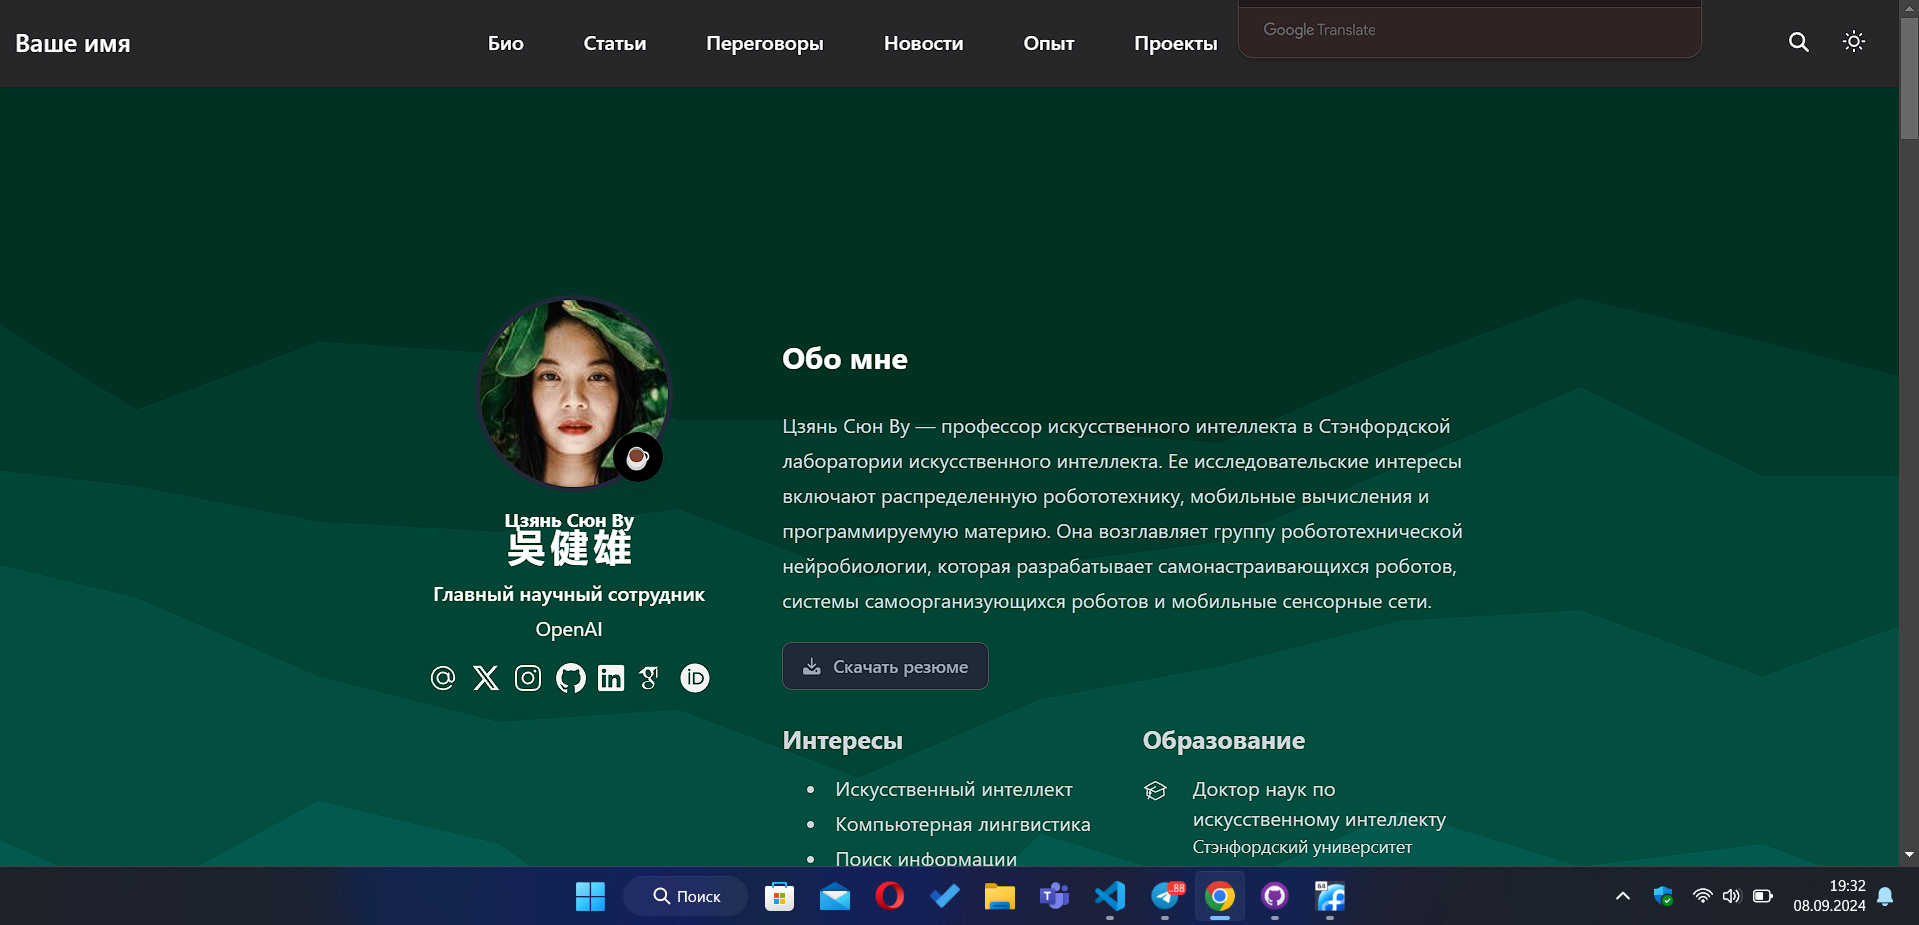 Ваше имя
Био
Статьи
Переговоры
Новости
Опыт
Проекты
Google Translate
Цзянь Сюн Ву
吳健雄
Главный научный сотрудник
OpenAI
Обо мне
Цзянь Сюн Ву — профессор искусственного интеллекта в Стэнфордской
лаборатории искусственного интеллекта. Ее исследовательские интересы
включают распределенную робототехнику, мобильные вычисления и
программируемую материю. Она возглавляет группу робототехнической
нейробиологии, которая разрабатывает самонастраивающихся роботов,
системы самоорганизующихся роботов и мобильные сенсорные сети.
Скачать резюме
Интересы
Искусственный интеллект
Компьютерная лингвистика
Поиск информации
Образование
Доктор наук по
искусственному интеллекту
Стэнфордский университет
Поиск
..88
64
19:32
08.09.2024